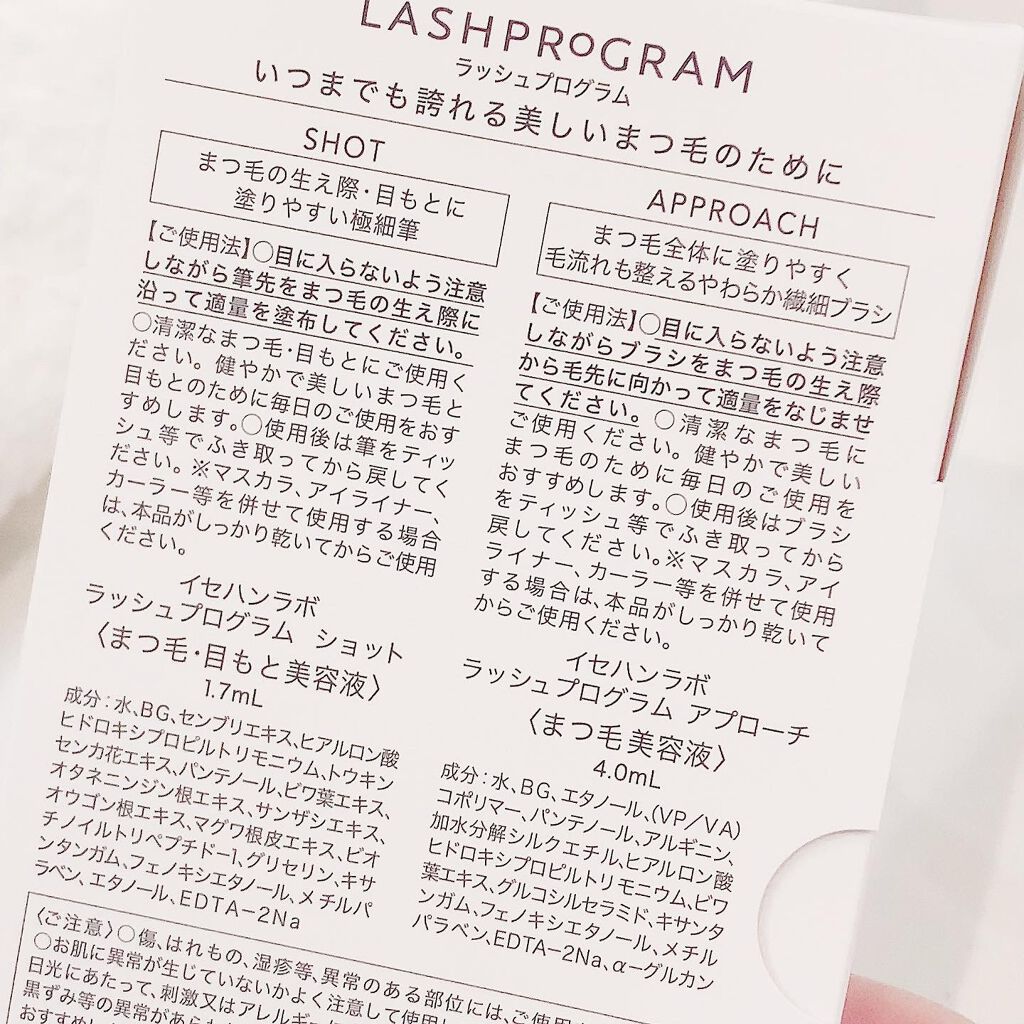 LASHPROGRAM
ラッシュプログラム
いつまでも誇れる美しいまつ毛のために
SHOT
まつ毛の生え際・目もとに
塗りやすい極細筆
【ご使用法】○目に入らないよう注意
しながら筆先をまつ毛の生え際に
沿って適量を塗布してください。
○清潔なまつ毛・目もとにご使用く
ださい。健やかで美しいまつ毛と
目もとのために毎日のご使用をおす
すめします。○使用後は筆をティッ
シュ等でふき取ってから戻してく
ださい。※マスカラ、アイライナー、
カーラー等を併せて使用する場合
は、本品がしっかり乾いてからご使用
ください。
イセハンラボ
ラッシュプログラム ショット
〈まつ毛・目もと美容液〉
1.7mL
成分:水、BG、センブリエキス、ヒアルロン酸
ヒドロキシプロピルトリモニウム、トウキン
センカ花エキス、パンテノール、ビワ葉エキス、
オタネニンジン根エキス、サンザシエキス、
オウゴン根エキス、マグワ根皮エキス、ビオ
チノイルトリペプチド-1、グリセリン、キサ
ンタンガム、フェノキシエタノール、メチルパ
ラベン、エタノール、EDTA-2Na
APPROACH
まつ毛全体に塗りやすく
毛流れも整えるやわらか繊細ブラシ
【ご使用法】○目に入らないよう注意
しながらブラシをまつ毛の生え際
から毛先に向かって適量をなじませ
てください。○清潔なまつ毛に
ご使用ください。健やかで美しい
まつ毛のために毎日のご使用を
おすすめします。○使用後はブラシ
をティッシュ等でふき取ってから
戻してください。※マスカラ、アイ
ライナー、カーラー等を併せて使用
する場合は、本品がしっかり乾いて
からご使用ください。
イセハンラボ
ラッシュプログラム アプローチ
〈まつ毛美容液〉
4.0mL
成分:水、BG、エタノール、(VP/VA)
コポリマー、パンテノール、アルギニン、
加水分解シルクエチル、ヒアルロン酸
ヒドロキシプロピルトリモニウム、ビワ
葉エキス、グルコシルセラミド、キサンタ
ンガム、フェノキシエタノール、メチル
パラベン、EDTA-2Na、α-グルカン
〈ご注意〉○傷、はれもの、湿疹等、異常のある部位には、ご使
○お肌に異常が生じていないかよく注意して使用し
日光にあたって、刺激又はアレルギー
黒ずみ等の異常があらわ
おすすめし